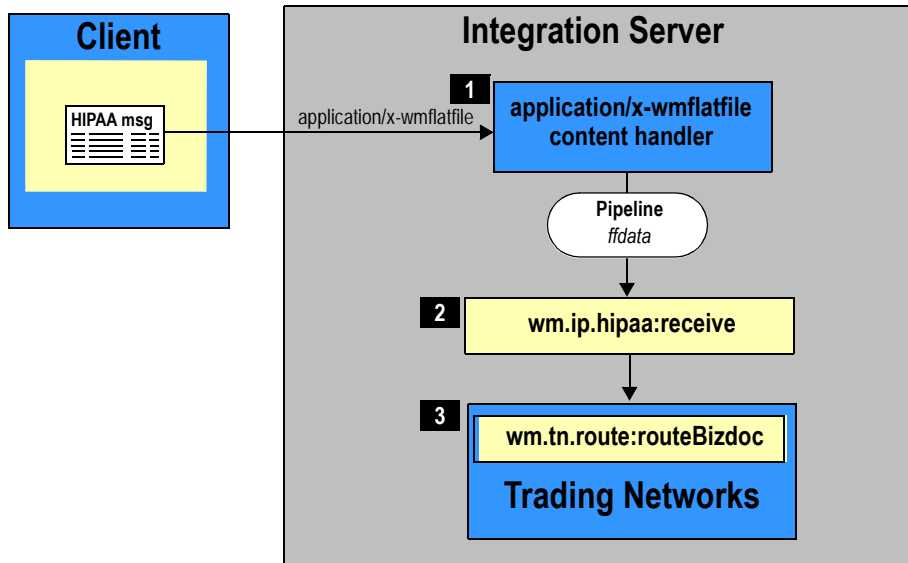 Client
HIPAA msg
application/x-wmflatfile
Integration Server
1
application/x-wmflatfile
content handler
Pipeline
ffdata
2
wm.ip.hipaa:receive
3
wm.tn.route:routeBizdoc
Trading Networks